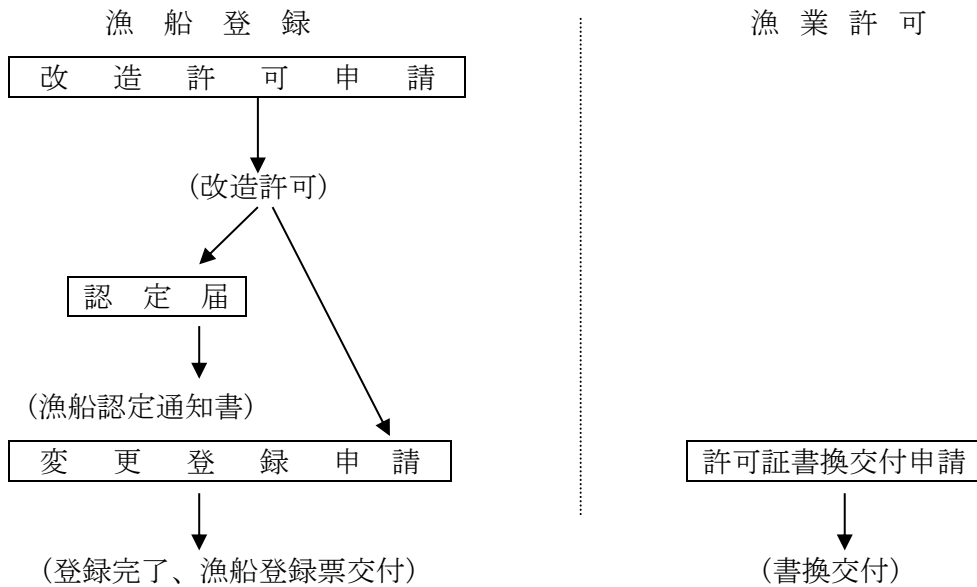 漁船登録
漁業許可
改造許可申請
(改造許可)
認定届
(漁船認定通知書)
変更登録申請
許可証書換交付申請
(登録完了、漁船登録票交付)
(書換交付)